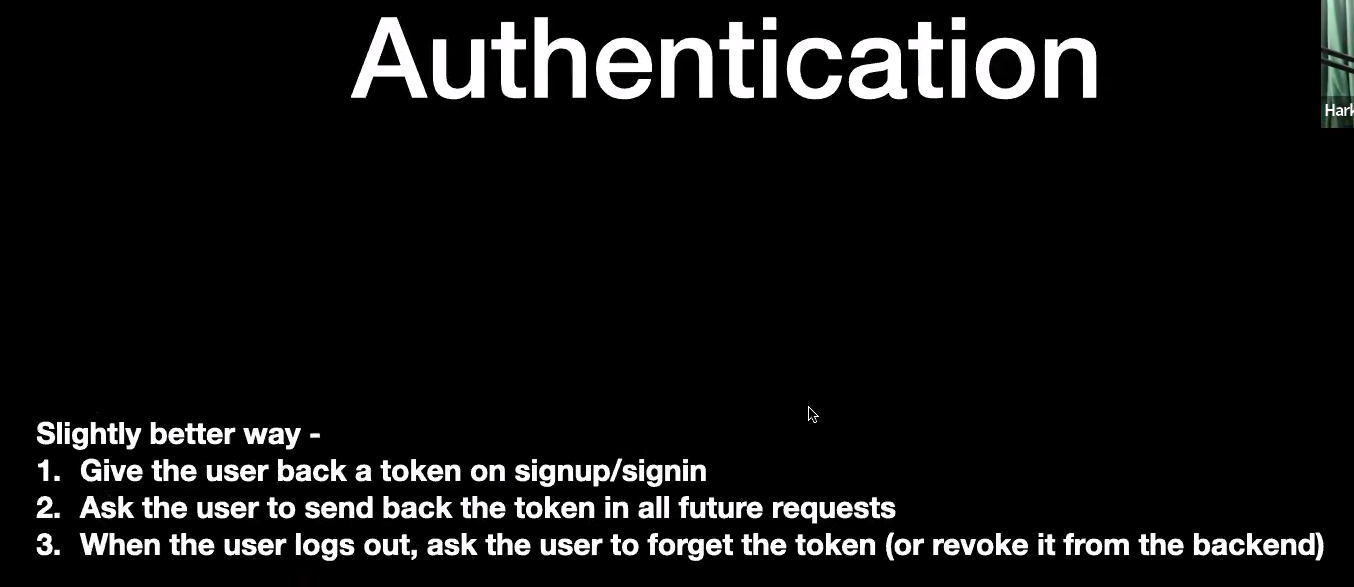 Authentication
Hark
Slightly better way -
1. Give the user back a token on signup/signin
2. Ask the user to send back the token in all future requests
3. When the user logs out, ask the user to forget the token (or revoke it from the backend)